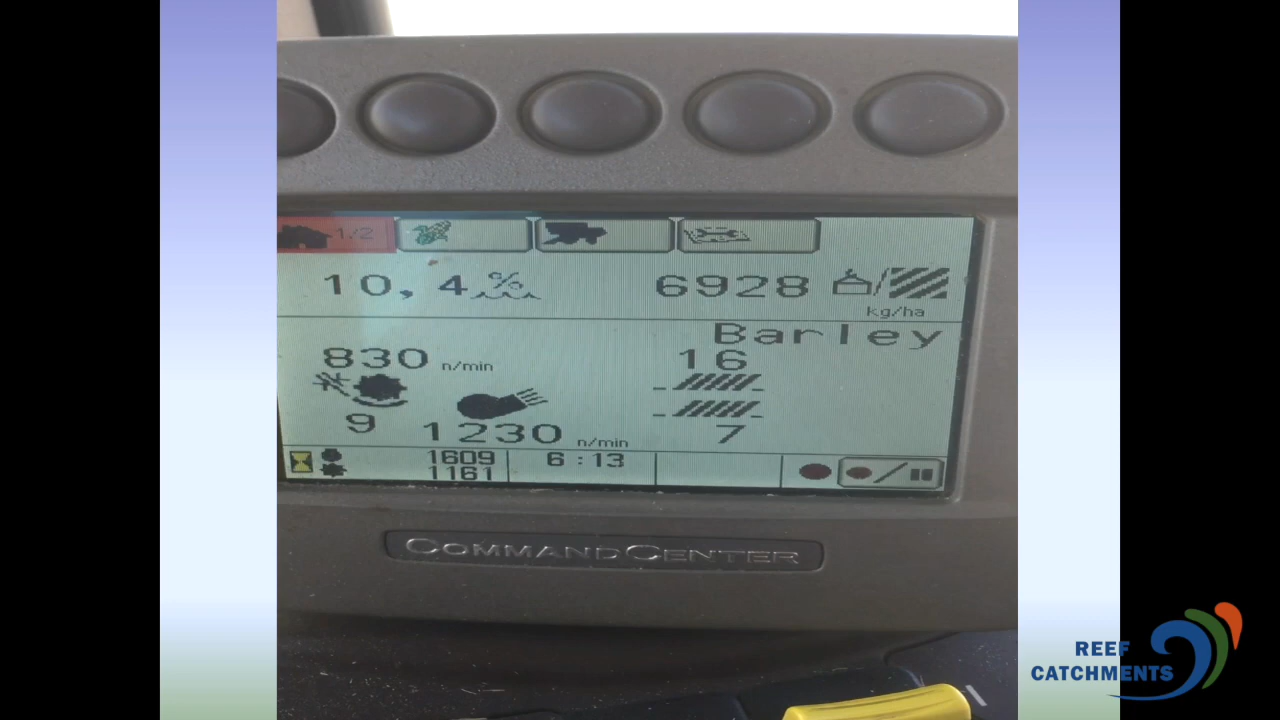 1/2
10,4 %
6928
kg/ha
Barley
830 n/min
16
9
1230 n/min
7
1609
1161
6:13
COMMANDCENTER
REEF
CATCHMENTS